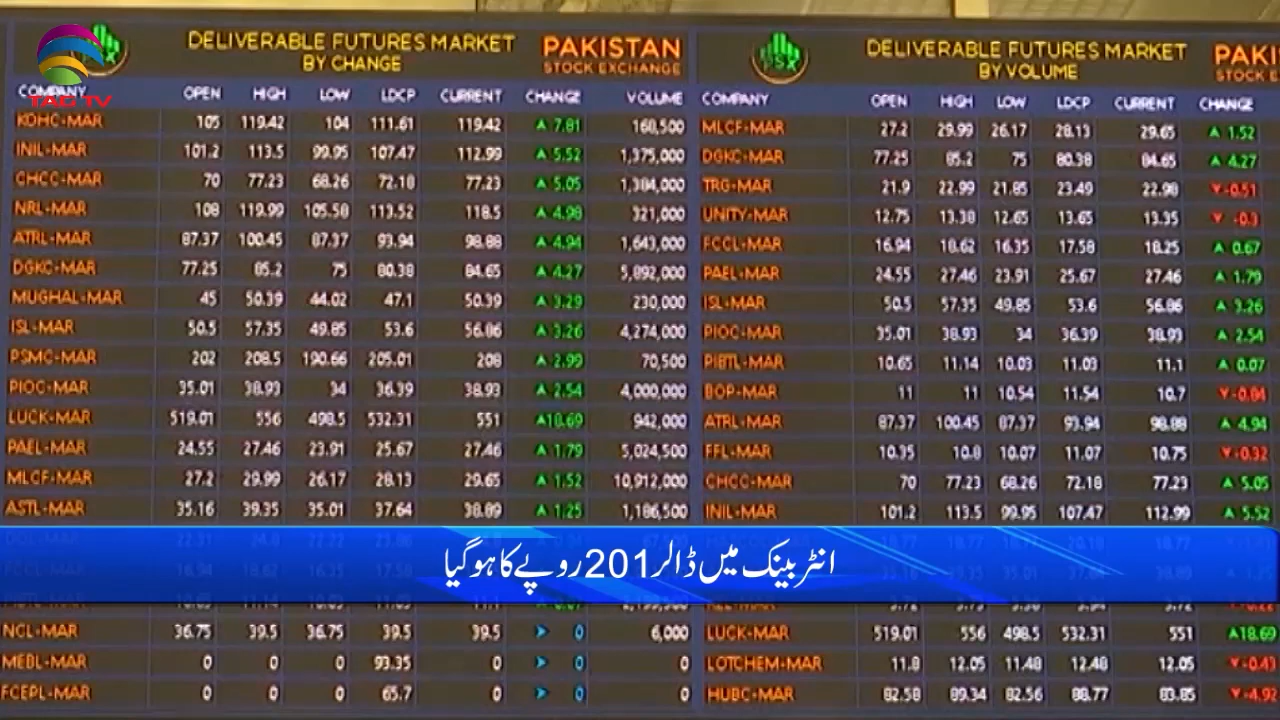 TAG TV
DELIVERABLE FUTURES MARKET
BY CHANGE
PAKISTAN
STOCK EXCHANGE
COMPANY OPEN HIGH LOW LDCP CURRENT CHANGE VOLUME
KOHC-MAR 105 119.42 104 111.61 119.42 7.81 160,500
INIL-MAR 101.2 113.5 99.95 107.47 112.99 5.52 1,375,000
CHCC-MAR 70 77.23 68.26 72.18 77.23 5.05 1,384,000
NRL-MAR 108 119.99 105.50 113.52 118.5 4.98 321,000
ATRL-MAR 87.37 100.45 87.37 93.94 98.88 4.94 1,643,000
DGKC-MAR 77.25 85.2 75 80.38 84.65 4.27 5,892,000
MUGHAL-MAR 45 50.39 44.02 47.1 50.39 3.29 230,000
ISL-MAR 50.5 57.35 49.85 53.6 56.86 3.26 4,274,000
PSMC-MAR 202 208.5 190.66 205.01 208 2.99 70,500
PIOC-MAR 35.01 38.93 34 36.39 38.93 2.54 4,000,000
LUCK-MAR 519.01 556 498.5 532.31 551 18.69 942,000
PAEL-MAR 24.55 27.46 23.91 25.67 27.46 1.79 5,024,500
MLCF-MAR 27.2 29.99 26.17 28.13 29.65 1.52 10,912,000
ASTL-MAR 35.16 39.35 35.01 37.64 38.89 1.25 1,186,500
NCL-MAR 36.75 39.5 36.75 39.5 39.5 0 6,000
MEBL-MAR 0 0 0 93.35 0 0 0
FCEPL-MAR 0 0 0 65.7 0 0 0
PSX
DELIVERABLE FUTURES MARKET
BY VOLUME
PAKI
STOCK E
COMPANY OPEN HIGH LOW LDCP CURRENT CHANGE
MLCF-MAR 27.2 29.99 26.17 28.13 29.65 1.52
DGKC-MAR 77.25 85.2 75 80.38 84.65 4.27
TRG-MAR 21.9 22.99 21.85 23.49 22.98 -0.51
UNITY-MAR 12.75 13.38 12.65 13.65 13.35 -0.3
FCCL-MAR 16.94 18.62 16.35 17.58 18.25 0.67
PAEL-MAR 24.55 27.46 23.91 25.67 27.46 1.79
ISL-MAR 50.5 57.35 49.85 53.6 56.86 3.26
PIOC-MAR 35.01 38.93 34 36.39 38.93 2.54
PIBTL-MAR 10.65 11.14 10.03 11.03 11.1 0.07
BOP-MAR 11 11 10.54 11.54 10.7 -0.84
ATRL-MAR 87.37 100.45 87.37 93.94 98.88 4.94
FFL-MAR 10.35 10.8 10.07 11.07 10.75 -0.32
CHCC-MAR 70 77.23 68.26 72.18 77.23 5.05
INIL-MAR 101.2 113.5 99.95 107.47 112.99 5.52
LUCK-MAR 519.01 556 498.5 532.31 551 18.69
LOTCHEM-MAR 11.8 12.05 11.48 12.48 12.05 -0.43
HUBC-MAR 82.58 89.34 82.56 88.77 83.85 -4.92
انٹر بینک میں ڈالر 201 روپے کا ہو گیا